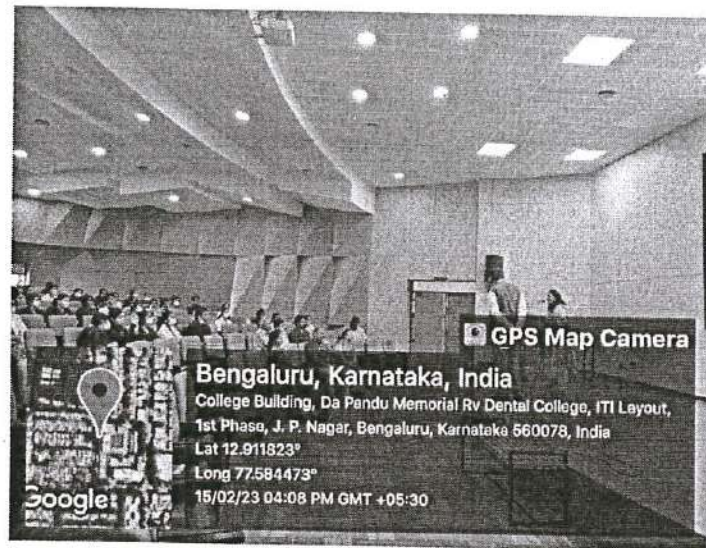 GPS Map Camera
Bengaluru, Karnataka, India
College Building, Da Pandu Memorial Rv Dental College, ITI Layout,
1st Phase, J. P. Nagar, Bengaluru, Karnataka 560078, India
Lat 12.911823°
Long 77.584473°
15/02/23 04:08 PM GMT +05:30
Google